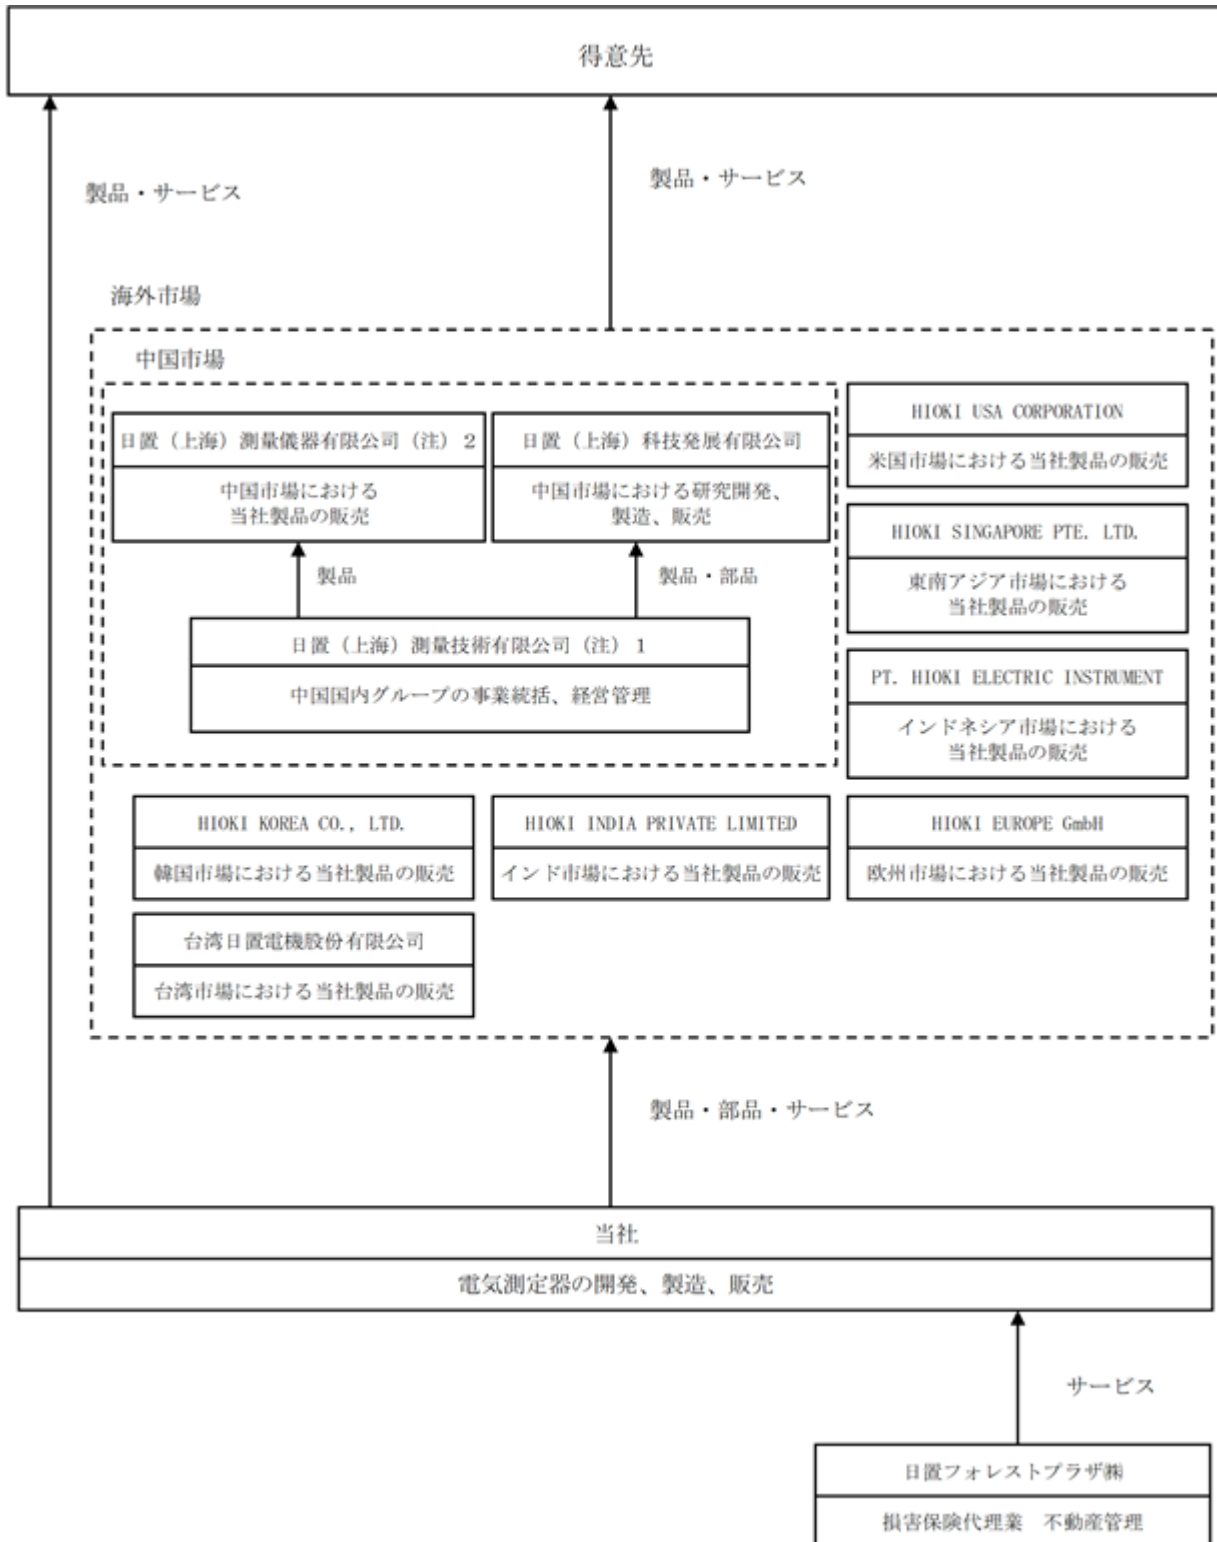 得意先
製品・サービス
製品・サービス
海外市場
中国市場
日置（上海）測量儀器有限公司（注）２
中国市場における
当社製品の販売
日置（上海）科技発展有限公司
中国市場における研究開発、
製造、販売
製品
製品・部品
日置（上海）測量技術有限公司（注）１
中国国内グループの事業統括、経営管理
HIOKI USA CORPORATION
米国市場における当社製品の販売
HIOKI SINGAPORE PTE. LTD.
東南アジア市場における
当社製品の販売
PT. HIOKI ELECTRIC INSTRUMENT
インドネシア市場における
当社製品の販売
HIOKI KOREA CO., LTD.
韓国市場における当社製品の販売
HIOKI INDIA PRIVATE LIMITED
インド市場における当社製品の販売
HIOKI EUROPE GmbH
欧州市場における当社製品の販売
台湾日置電機股份有限公司
台湾市場における当社製品の販売
製品・部品・サービス
当社
電気測定器の開発、製造、販売
サービス
日置フォレストプラザ㈱
損害保険代理業　不動産管理